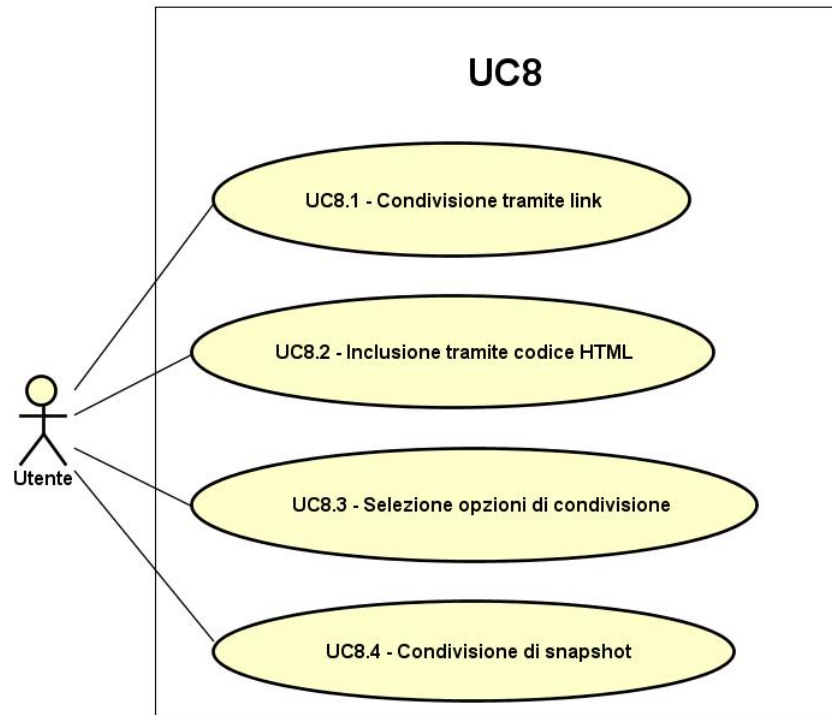 UC8
UC8.1 - Condivisione tramite link
UC8.2 - Inclusione tramite codice HTML
Utente
UC8.3 - Selezione opzioni di condivisione
UC8.4 - Condivisione di snapshot